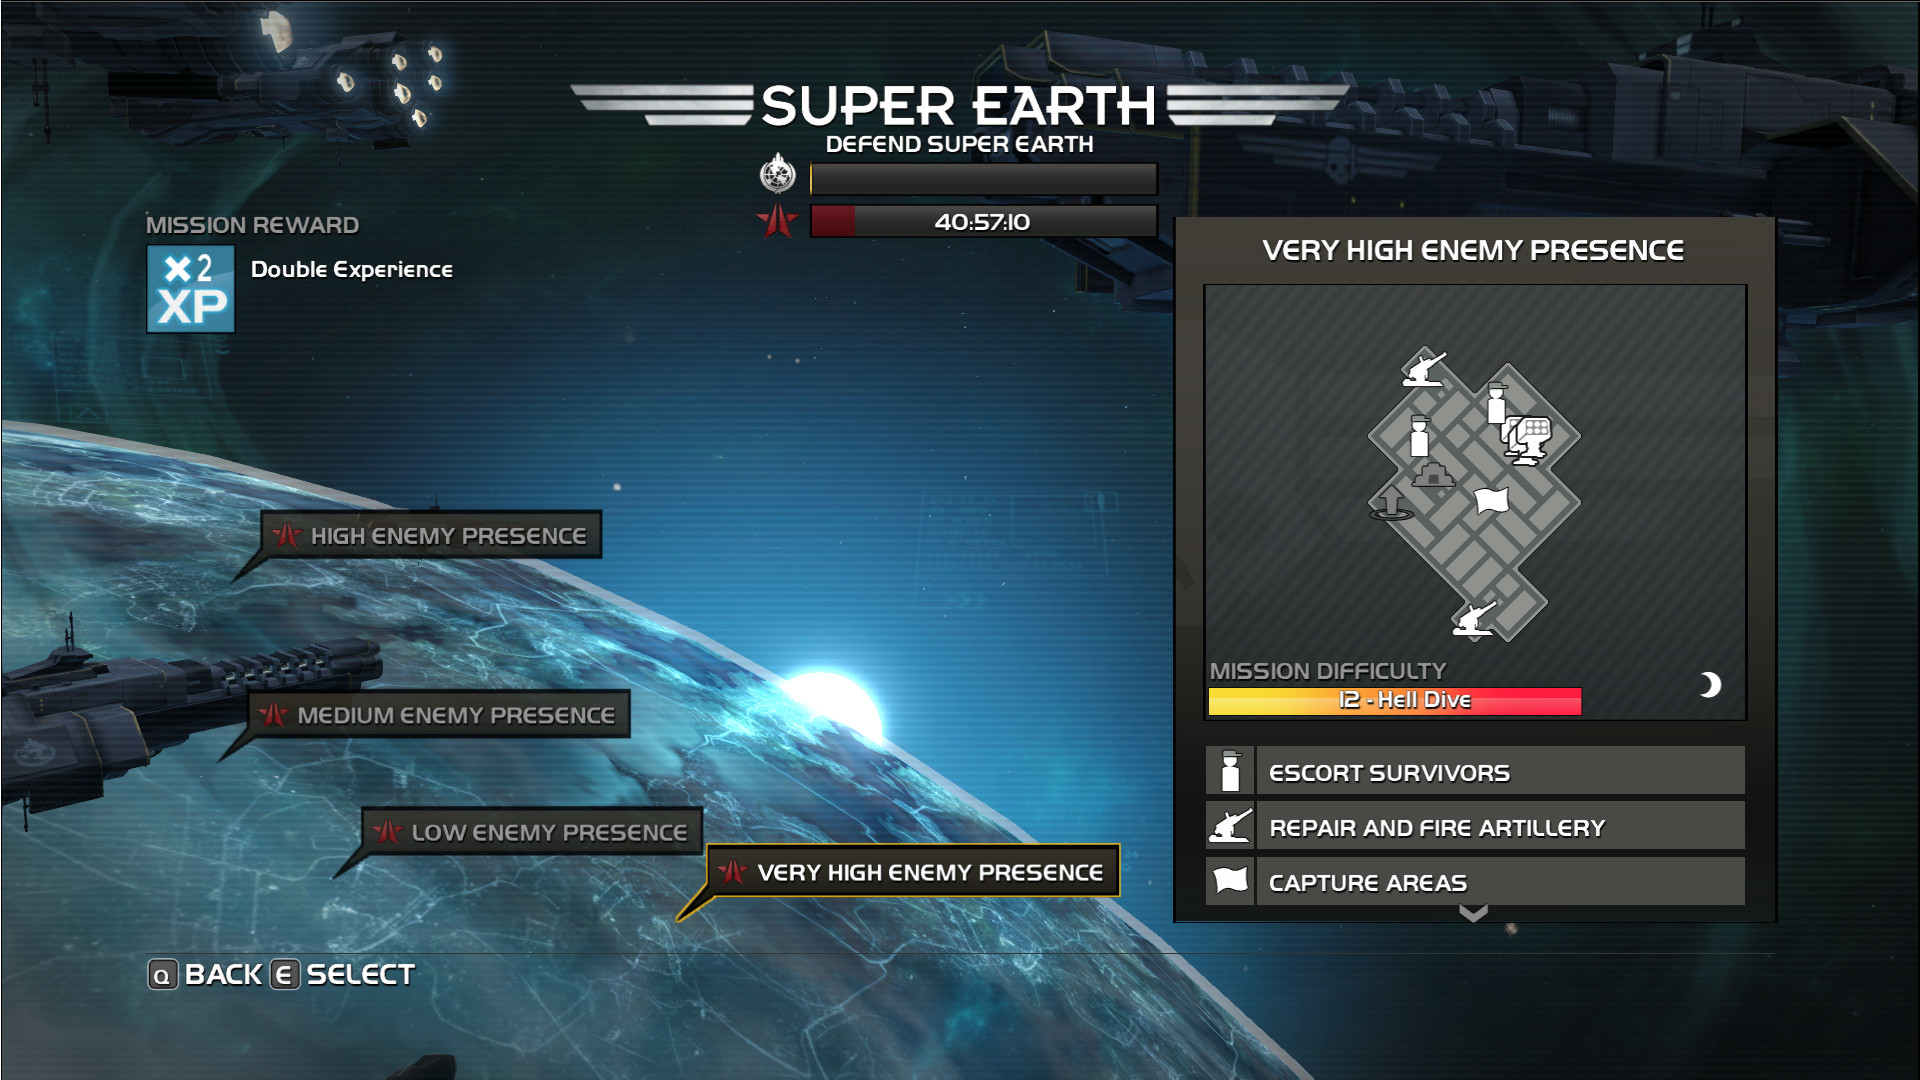 SUPER EARTH
DEFEND SUPER EARTH
40:57:10
MISSION REWARD
×2
XP
Double Experience
VERY HIGH ENEMY PRESENCE
HIGH ENEMY PRESENCE
MEDIUM ENEMY PRESENCE
LOW ENEMY PRESENCE
VERY HIGH ENEMY PRESENCE
MISSION DIFFICULTY
12 - Hell Dive
ESCORT SURVIVORS
REPAIR AND FIRE ARTILLERY
CAPTURE AREAS
Q BACK E SELECT